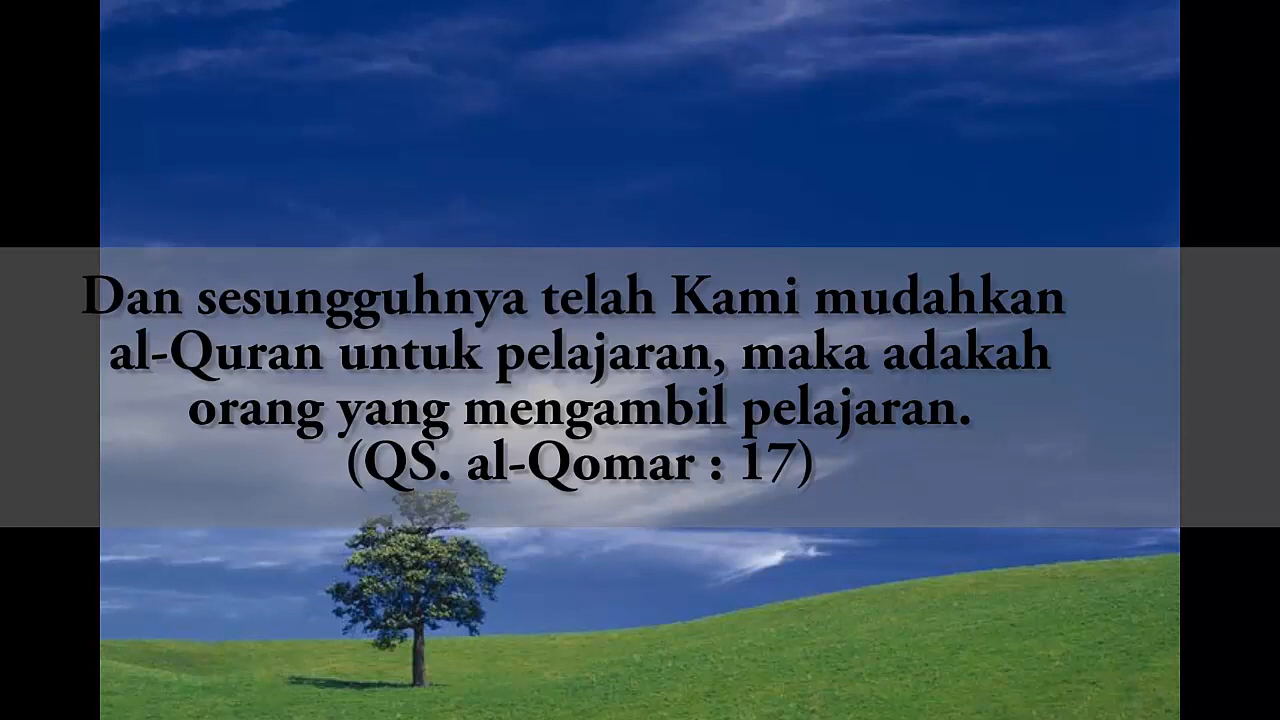 Dan sesungguhnya telah Kami mudahkan
al-Quran untuk pelajaran, maka adakah
orang yang mengambil pelajaran.
(QS. al-Qomar : 17)